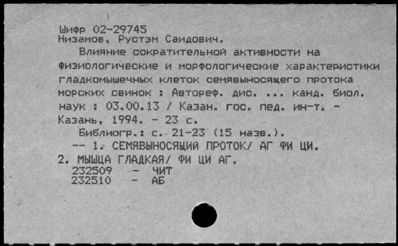 Шифр 02-29745
Низамов, Рустэм Саидович.
Влияние сократительной активности на
физиологические и морфологические характеристики
гладкомышечных клеток семявыносящего протока
морских свинок : Автореф. дис. ... канд. биол.
наук : 03.00.13 / Казан. гос. пед. ин-т. -
Казань, 1994. - 23 с.
Библиогр.: с. 21-23 (15 назв.).
-- 1. СЕМЯВЫНОСЯЩИЙ ПРОТОК/ АГ ФИ ЦИ.
2. МЫШЦА ГЛАДКАЯ/ ФИ ЦИ АГ.
232509 - ЧИТ
232510 - АБ